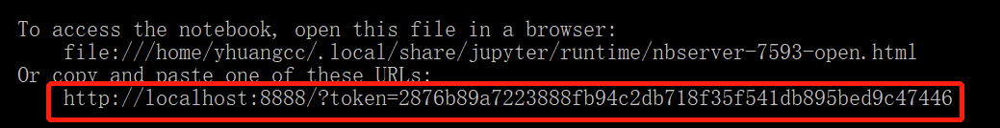 To access the notebook, open this file in a browser:
file:///home/yhuangcc/.local/share/jupyter/runtime/nbserver-7593-open.html
Or copy and paste one of these URLs:
http://localhost:8888/?token=2876b89a7223888fb94c2db718f35f541db895bed9c47446